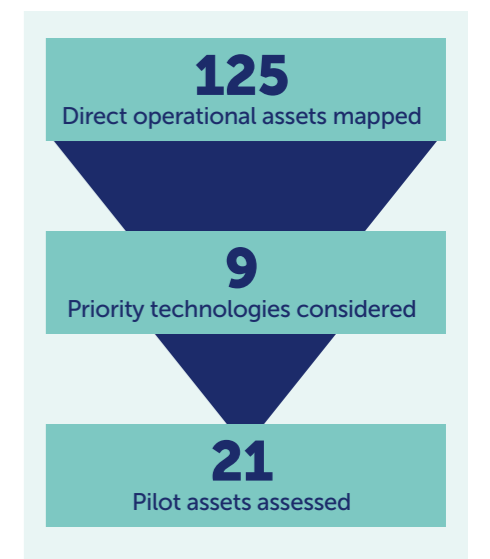 125
Direct operational assets mapped
9
Priority technologies considered
21
Pilot assets assessed